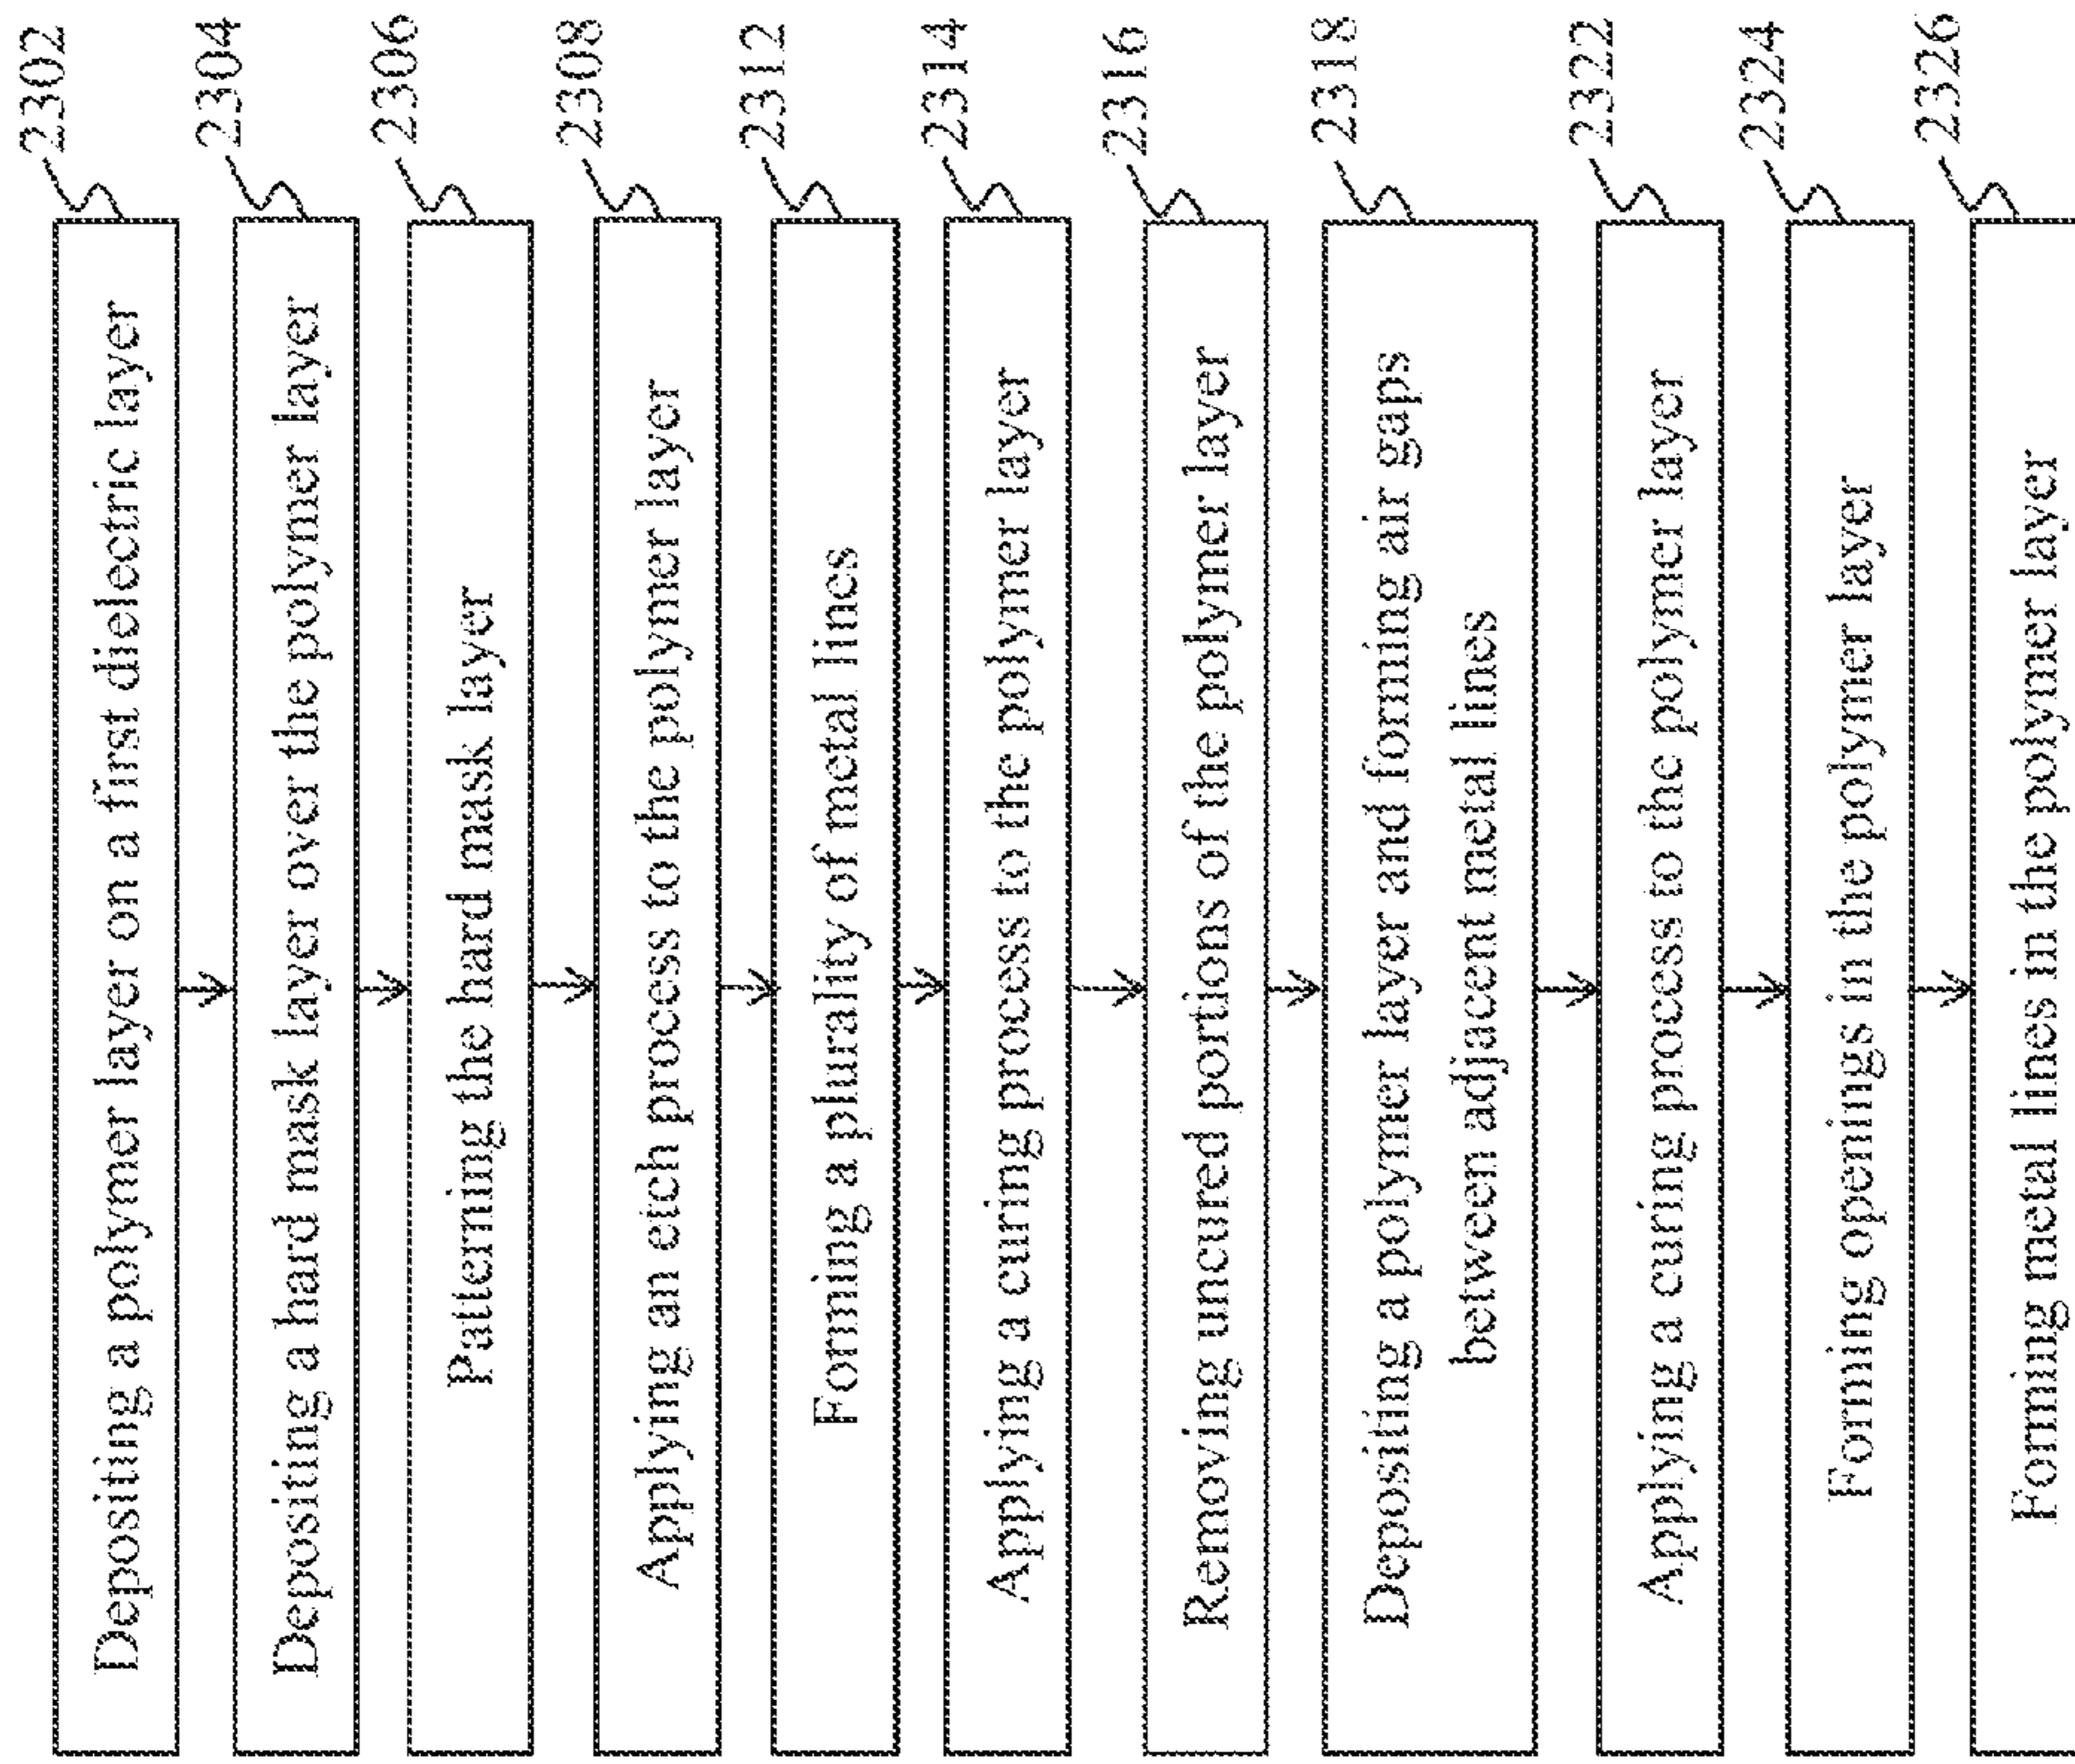 Depositing a polymer layer on a first dielectric layer
2302
Depositing a hard mask layer over the polymer layer
2304
Patterning the hard mask layer
2306
Applying an etch process to the polymer layer
2308
Forming a plurality of metal lines
2312
Applying a curing process to the polymer layer
2314
Removing uncured portions of the polymer layer
2316
Depositing a polymer layer and forming air gaps
between adjacent metal lines
2318
Applying a curing process to the polymer layer
2322
Forming openings in the polymer layer
2324
Forming metal lines in the polymer layer
2326